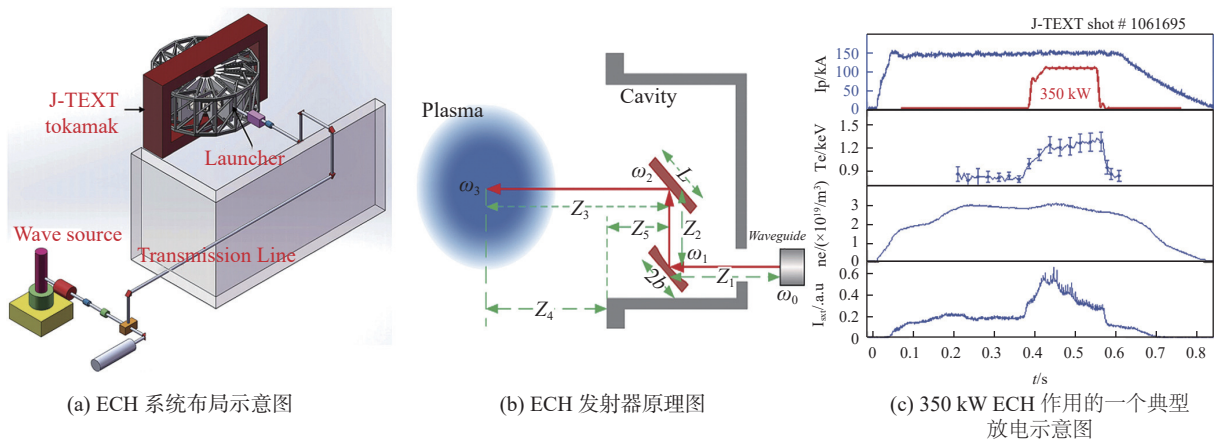 J-TEXT
tokamak
Launcher
Wave source
Transmission Line
(a) ECH 系统布局示意图
Plasma
Cavity
ω3
ω2
L
Z3
Z5
Z2
Waveguide
ω1
2b
Z1
ω0
Z4
(b) ECH 发射器原理图
J-TEXT shot # 1061695
Ip/kA
150
100
50
0
350 kW
Te/keV
1.5
1.2
0.9
ne/(×10^19/m^3)
3
2
1
0
Isxt/.a.u
0.6
0.4
0.2
0
0 0.1 0.2 0.3 0.4 0.5 0.6 0.7 0.8
t/s
(c) 350 kW ECH 作用的一个典型
放电示意图